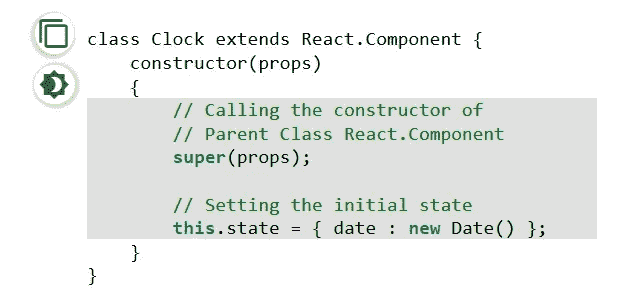 class Clock extends React.Component {
    constructor(props)
    {
        // Calling the constructor of
        // Parent Class React.Component
        super(props);

        // Setting the initial state
        this.state = { date : new Date() };
    }
}